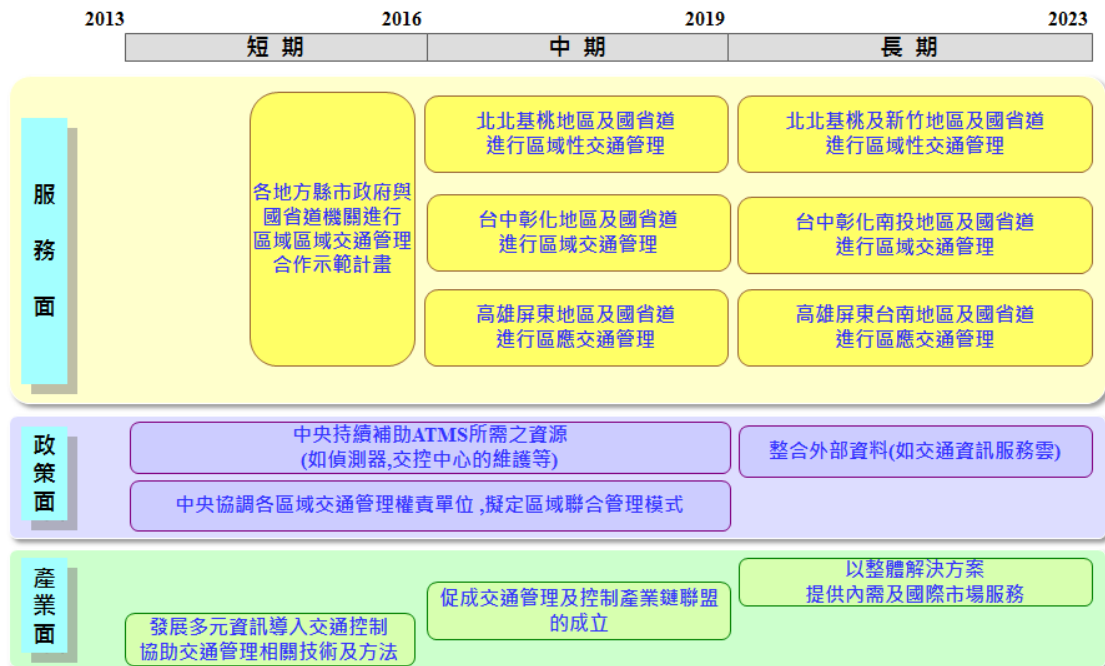 2013 2016 2019 2023
短 期 中 期 長 期
服務面
各地方縣市政府與
國省道機關進行
區域區域交通管理
合作示範計畫
北北基桃地區及國省道
進行區域性交通管理
北北基桃及新竹地區及國省道
進行區域性交通管理
台中彰化地區及國省道
進行區域交通管理
台中彰化南投地區及國省道
進行區域交通管理
高雄屏東地區及國省道
進行區應交通管理
高雄屏東台南地區及國省道
進行區應交通管理
政策面
中央持續補助ATMS所需之資源
(如偵測器,交控中心的維護等)
整合外部資料(如交通資訊服務雲)
中央協調各區域交通管理權責單位 ,擬定區域聯合管理模式
產業面
發展多元資訊導入交通控制
協助交通管理相關技術及方法
促成交通管理及控制產業鏈聯盟
的成立
以整體解決方案
提供內需及國際市場服務